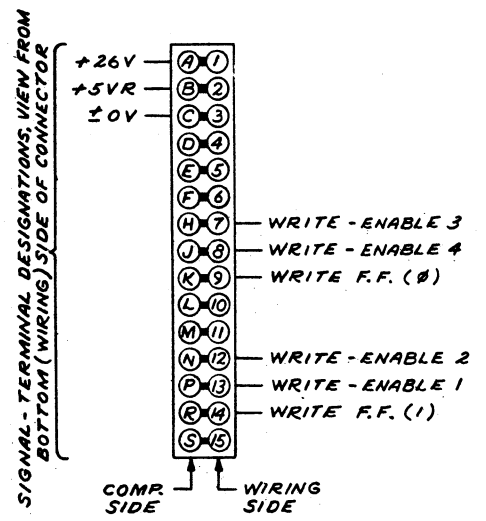 SIGNAL-TERMINAL DESIGNATIONS, VIEW FROM
BOTTOM (WIRING) SIDE OF CONNECTOR
+26V A 1
+5VR B 2
±0V C 3
D 4
E 5
F 6
H 7 WRITE-ENABLE 3
J 8 WRITE-ENABLE 4
K 9 WRITE F.F. (Ø)
L 10
M 11
N 12 WRITE-ENABLE 2
P 13 WRITE-ENABLE 1
R 14 WRITE F.F. (1)
S 15
COMP. SIDE
WIRING SIDE